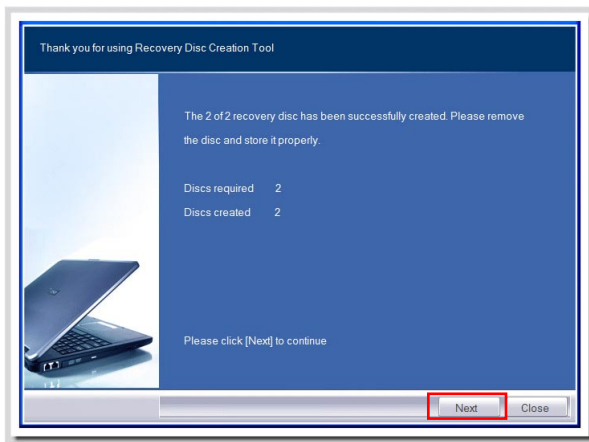 Thank you for using Recovery Disc Creation Tool
The 2 of 2 recovery disc has been successfully created. Please remove
the disc and store it properly.
Discs required 2
Discs created 2
Please click [Next] to continue
Next Close